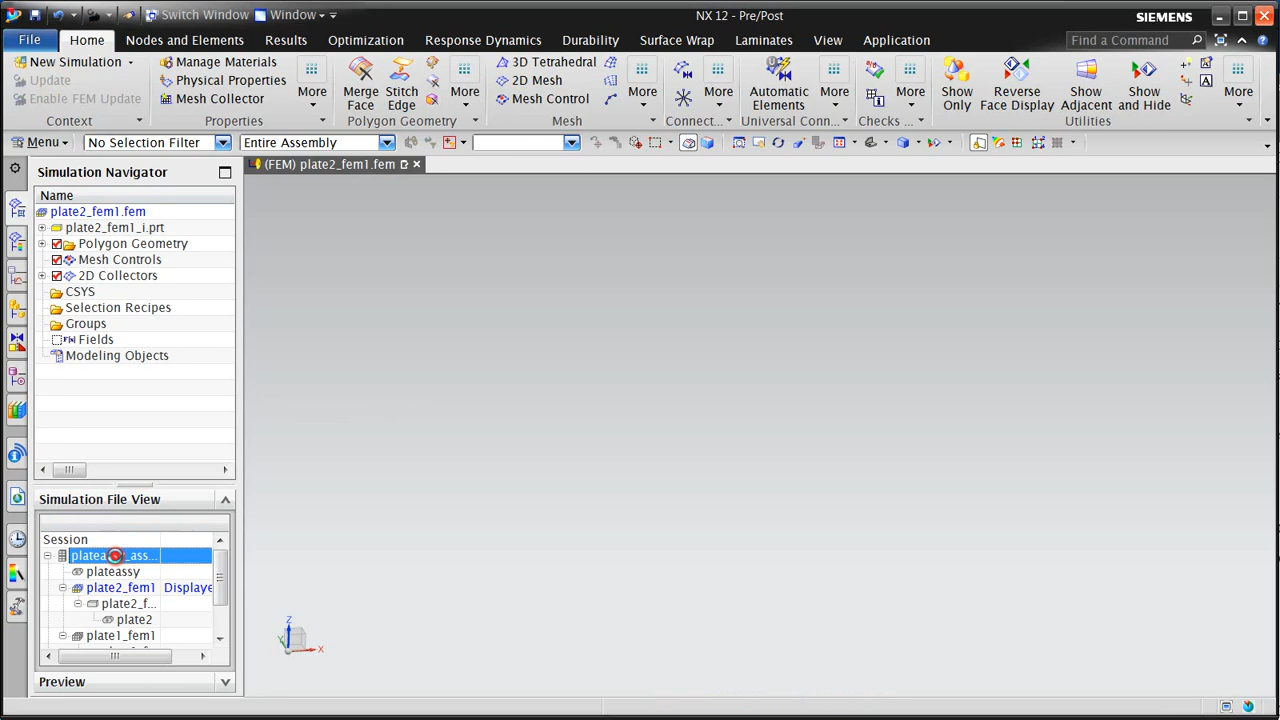 Switch Window Window
NX 12 - Pre/Post
SIEMENS
File Home Nodes and Elements Results Optimization Response Dynamics Durability Surface Wrap Laminates View Application
Find a Command
New Simulation
Update
Enable FEM Update
Context
Manage Materials
Physical Properties
Mesh Collector
More
Properties
Merge Face
Stitch Edge
More
Polygon Geometry
3D Tetrahedral
2D Mesh
Mesh Control
More
Mesh
More
Connec...
Automatic Elements
More
Universal Conn...
More
Checks ...
Show Only
Reverse Face Display
Show Adjacent
Show and Hide
More
Utilities
Menu
No Selection Filter
Entire Assembly
Simulation Navigator
(FEM) plate2_fem1.fem
Name
plate2_fem1.fem
plate2_fem1_i.prt
Polygon Geometry
Mesh Controls
2D Collectors
CSYS
Selection Recipes
Groups
Fields
Modeling Objects
Simulation File View
Session
plateassy
plate2_fem1 Displaye
plate2_f...
plate2
plate1_fem1
Preview
Z
Y
X